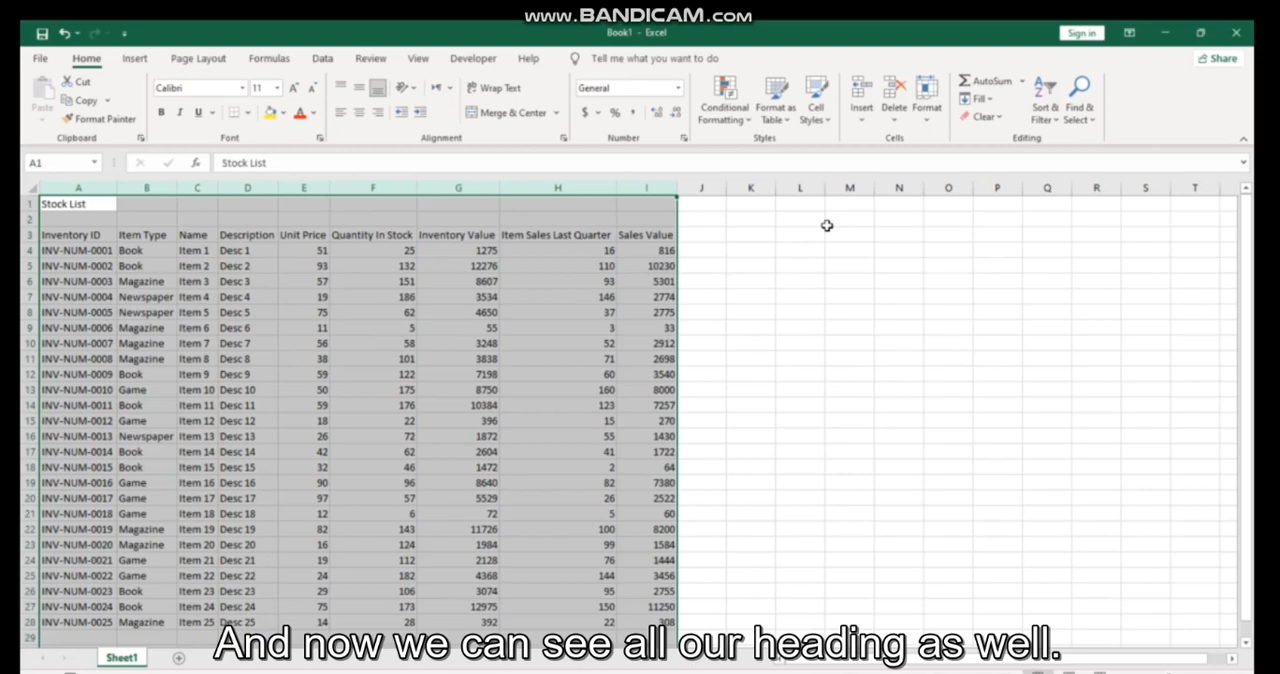 www.BANDICAM.com
Book1 - Excel
Sign in
File Home Insert Page Layout Formulas Data Review View Developer Help Tell me what you want to do Share
Paste Cut Copy Format Painter Clipboard
Calibri 11 B I U A Font
Wrap Text Merge & Center Alignment
General $ % Number
Conditional Formatting Format as Table Cell Styles Styles
Insert Delete Format Cells
AutoSum Fill Clear Sort & Filter Find & Select Editing
A1 fx Stock List
A B C D E F G H I J K L M N O P Q R S T
1 Stock List
2
3 Inventory ID Item Type Name Description Unit Price Quantity In Stock Inventory Value Item Sales Last Quarter Sales Value
4 INV-NUM-0001 Book Item 1 Desc 1 51 25 1275 16 816
5 INV-NUM-0002 Book Item 2 Desc 2 93 132 12276 110 10230
6 INV-NUM-0003 Magazine Item 3 Desc 3 57 151 8607 93 5301
7 INV-NUM-0004 Newspaper Item 4 Desc 4 19 186 3534 146 2774
8 INV-NUM-0005 Newspaper Item 5 Desc 5 75 62 4650 37 2775
9 INV-NUM-0006 Magazine Item 6 Desc 6 11 5 55 3 33
10 INV-NUM-0007 Magazine Item 7 Desc 7 56 58 3248 52 2912
11 INV-NUM-0008 Magazine Item 8 Desc 8 38 101 3838 71 2698
12 INV-NUM-0009 Book Item 9 Desc 9 59 122 7198 60 3540
13 INV-NUM-0010 Game Item 10 Desc 10 50 175 8750 160 8000
14 INV-NUM-0011 Book Item 11 Desc 11 59 176 10384 123 7257
15 INV-NUM-0012 Game Item 12 Desc 12 18 22 396 15 270
16 INV-NUM-0013 Newspaper Item 13 Desc 13 26 72 1872 55 1430
17 INV-NUM-0014 Book Item 14 Desc 14 42 62 2604 41 1722
18 INV-NUM-0015 Book Item 15 Desc 15 32 46 1472 2 64
19 INV-NUM-0016 Game Item 16 Desc 16 90 96 8640 82 7380
20 INV-NUM-0017 Game Item 17 Desc 17 97 57 5529 26 2522
21 INV-NUM-0018 Game Item 18 Desc 18 12 6 72 5 60
22 INV-NUM-0019 Magazine Item 19 Desc 19 82 143 11726 100 8200
23 INV-NUM-0020 Magazine Item 20 Desc 20 16 124 1984 99 1584
24 INV-NUM-0021 Game Item 21 Desc 21 19 112 2128 76 1444
25 INV-NUM-0022 Game Item 22 Desc 22 24 182 4368 144 3456
26 INV-NUM-0023 Book Item 23 Desc 23 29 106 3074 95 2755
27 INV-NUM-0024 Book Item 24 Desc 24 75 173 12975 150 11250
28 INV-NUM-0025 Magazine Item 25 Desc 25 14 28 392 22 308
29
And now we can see all our heading as well.
Sheet1